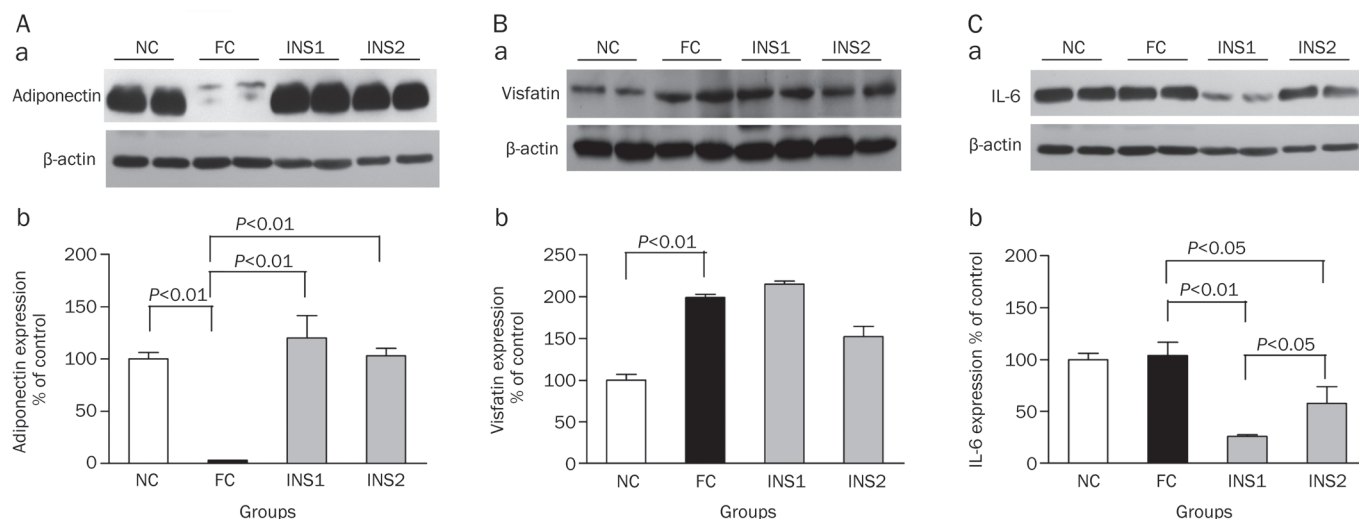 A
a
NC FC INS1 INS2
Adiponectin
β-actin
b
Adiponectin expression
% of control
200
150
100
50
0
P<0.01
P<0.01
P<0.01
NC FC INS1 INS2
Groups
B
a
NC FC INS1 INS2
Visfatin
β-actin
b
Visfatin expression
% of control
250
200
150
100
50
0
P<0.01
NC FC INS1 INS2
Groups
C
a
NC FC INS1 INS2
IL-6
β-actin
b
IL-6 expression % of control
200
150
100
50
0
P<0.05
P<0.01
P<0.05
NC FC INS1 INS2
Groups